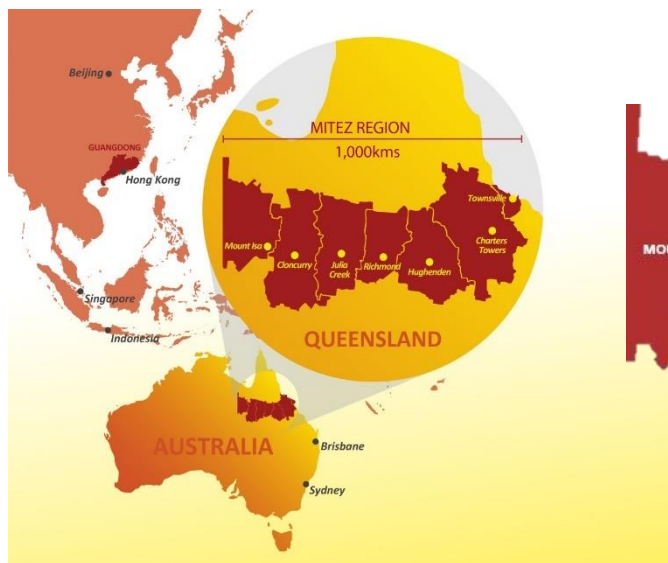 Beijing
GUANGDONG
Hong Kong
Singapore
Indonesia
MITEZ REGION
1,000kms
Townsville
Mount Isa
Cloncurry
Julia
Creek
Richmond
Hughenden
Charters
Towers
QUEENSLAND
AUSTRALIA
Brisbane
Sydney